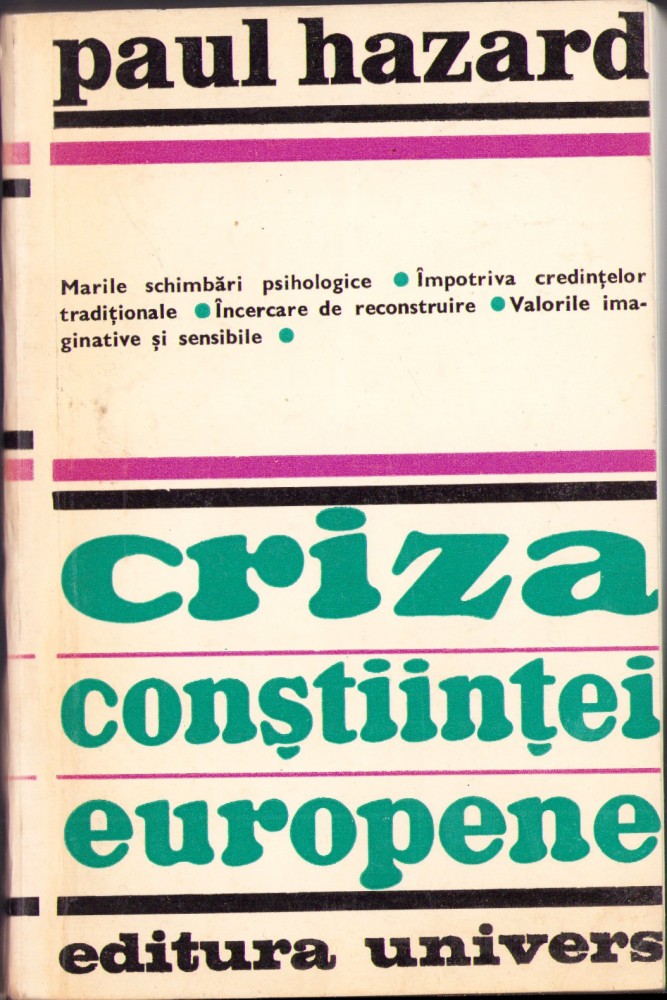 paul hazard
Marile schimbări psihologice ● Împotriva credințelor
tradiționale ● Încercare de reconstruire ● Valorile ima-
ginative și sensibile ●
criza
conștiinței
europene
editura univers